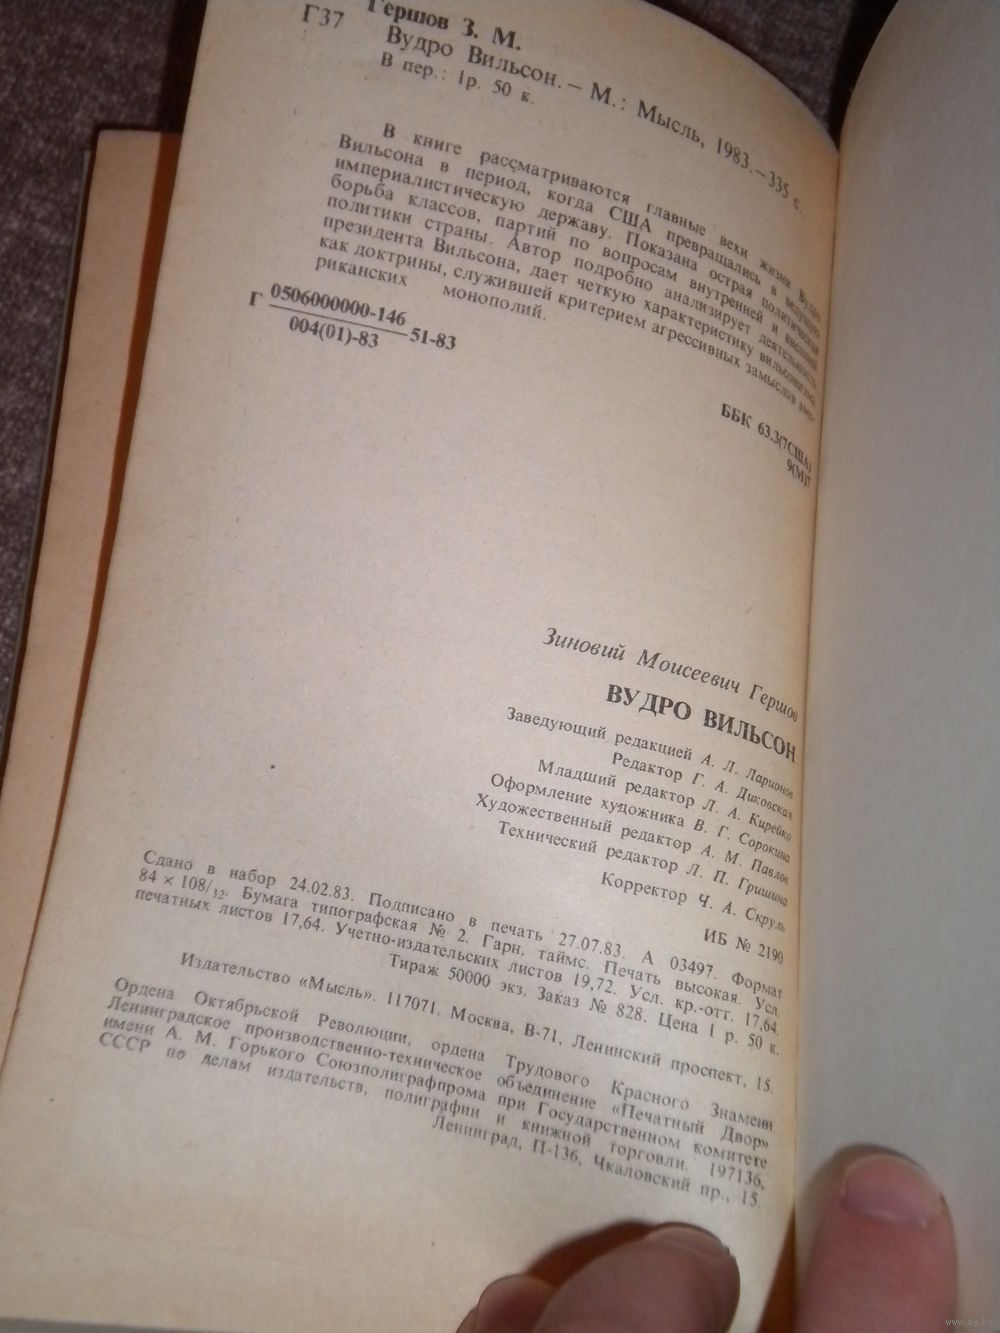 Гершов З. М.
Г37 Вудро Вильсон. — М.: Мысль, 1983. — 335 с.
В пер.: 1р. 50 к.
В книге рассматриваются главные вехи жизни Вудро
Вильсона в период, когда США превращались в ведущую
империалистическую державу. Показана острая политическая
борьба классов, партий по вопросам внутренней и внешней
политики страны. Автор подробно анализирует деятельность
президента Вильсона, дает четкую характеристику вильсонизма
как доктрины, служившей критерием агрессивных замыслов аме-
риканских монополий.
Г 0506000000-146
004(01)-83 51-83
ББК 63.3(7США)
9(М)7
Зиновий Моисеевич Гершов
ВУДРО ВИЛЬСОН
Заведующий редакцией А. Л. Ларионов
Редактор Г. А. Диковская
Младший редактор Л. А. Кирейко
Оформление художника В. Г. Сорокина
Художественный редактор А. М. Павлов
Технический редактор Л. П. Гришина
Корректор Ч. А. Скруль
ИБ № 2190
Сдано в набор 24.02.83. Подписано в печать 27.07.83. А 03497. Формат
84 × 108/32. Бумага типографская № 2. Гарн. таймс. Печать высокая. Усл.
печатных листов 17,64. Учетно-издательских листов 19,72. Усл. кр.-отт. 17,64.
Тираж 50000 экз. Заказ № 828. Цена 1 р. 50 к.
Издательство «Мысль». 117071. Москва, В-71, Ленинский проспект, 15.
Ордена Октябрьской Революции, ордена Трудового Красного Знамени
Ленинградское производственно-техническое объединение «Печатный Двор»
имени А. М. Горького Союзполиграфпрома при Государственном комитете
СССР по делам издательств, полиграфии и книжной торговли. 197136,
Ленинград, П-136, Чкаловский пр., 15.
www.ay.by